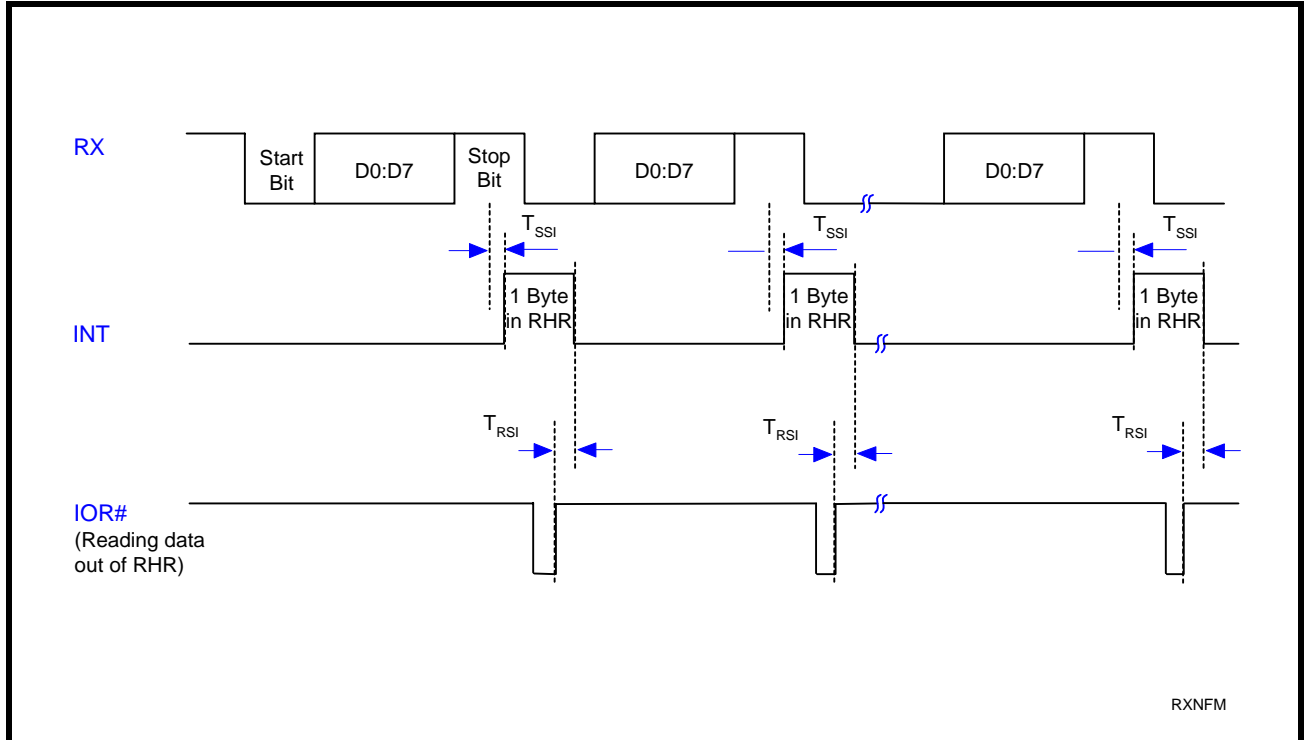 RX
Start
Bit
D0:D7
Stop
Bit
D0:D7
D0:D7
TSSI
TSSI
TSSI
INT
1 Byte
in RHR
1 Byte
in RHR
1 Byte
in RHR
TRSI
TRSI
TRSI
IOR#
(Reading data
out of RHR)
RXNFM